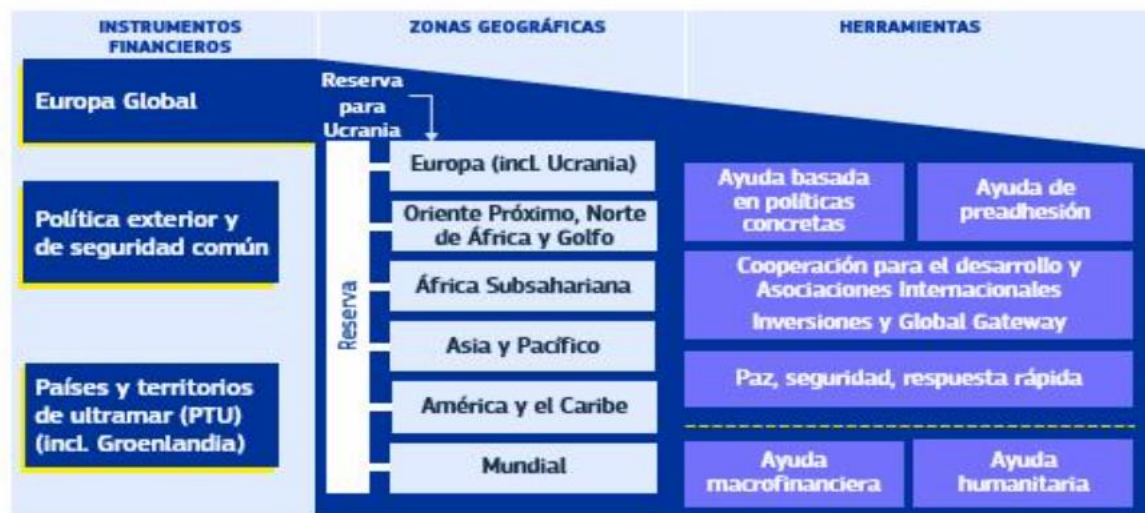 INSTRUMENTOS
FINANCIEROS
ZONAS GEOGRÁFICAS
HERRAMIENTAS
Europa Global
Política exterior y
de seguridad común
Países y territorios
de ultramar (PTU)
(incl. Groenlandia)
Reserva
para
Ucrania
Reserva
Europa (incl. Ucrania)
Oriente Próximo, Norte
de África y Golfo
África Subsahariana
Asia y Pacífico
América y el Caribe
Mundial
Ayuda basada
en políticas
concretas
Ayuda de
preadhesión
Cooperación para el desarrollo y
Asociaciones Internacionales
Inversiones y Global Gateway
Paz, seguridad, respuesta rápida
Ayuda
macrofinanciera
Ayuda
humanitaria